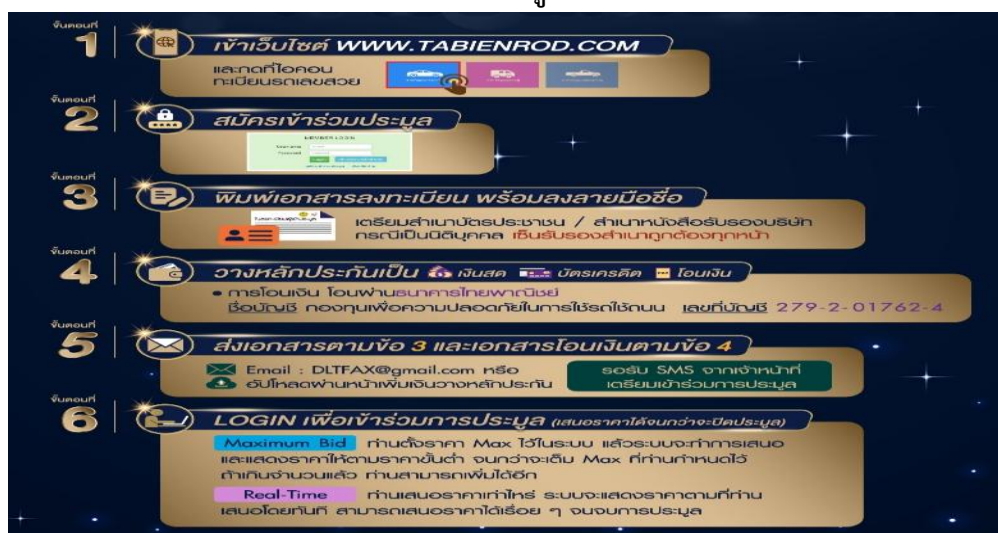 ขั้นตอนที่
1
เข้าเว็บไซต์ WWW.TABIENROD.COM
และกดที่ไอคอน
ทะเบียนรถเลขสวย
ขั้นตอนที่
2
สมัครเข้าร่วมประมูล
MEMBER LOGIN
ขั้นตอนที่
3
พิมพ์เอกสารลงทะเบียน พร้อมลงลายมือชื่อ
เตรียมสำเนาบัตรประชาชน / สำเนาหนังสือรับรองบริษัท
กรณีเป็นนิติบุคคล เซ็นรับรองสำเนาถูกต้องทุกหน้า
ขั้นตอนที่
4
วางหลักประกันเป็น เงินสด บัตรเครดิต โอนเงิน
• การโอนเงิน โอนผ่านธนาคารไทยพาณิชย์
ชื่อบัญชี กองทุนเพื่อความปลอดภัยในการใช้รถใช้ถนน เลขที่บัญชี 279-2-01762-4
ขั้นตอนที่
5
ส่งเอกสารตามข้อ 3 และเอกสารโอนเงินตามข้อ 4
Email : DLTFAX@gmail.com หรือ
อัปโหลดผ่านหน้าเพิ่มเงินวางหลักประกัน
รอรับ SMS จากเจ้าหน้าที่
เตรียมเข้าร่วมการประมูล
ขั้นตอนที่
6
LOGIN เพื่อเข้าร่วมการประมูล (เสนอราคาได้จนกว่าจะปิดประมูล)
Maximum Bid ท่านตั้งราคา Max ไว้ในระบบ แล้วระบบจะทำการเสนอ
และแสดงราคาให้ตามราคาขั้นต่ำ จนกว่าจะเต็ม Max ที่ท่านกำหนดไว้
ถ้าเกินจำนวนแล้ว ท่านสามารถเพิ่มได้อีก
Real-Time ท่านเสนอราคาเท่าไหร่ ระบบจะแสดงราคาตามที่ท่าน
เสนอโดยทันที สามารถเสนอราคาได้เรื่อย ๆ จนจบการประมูล